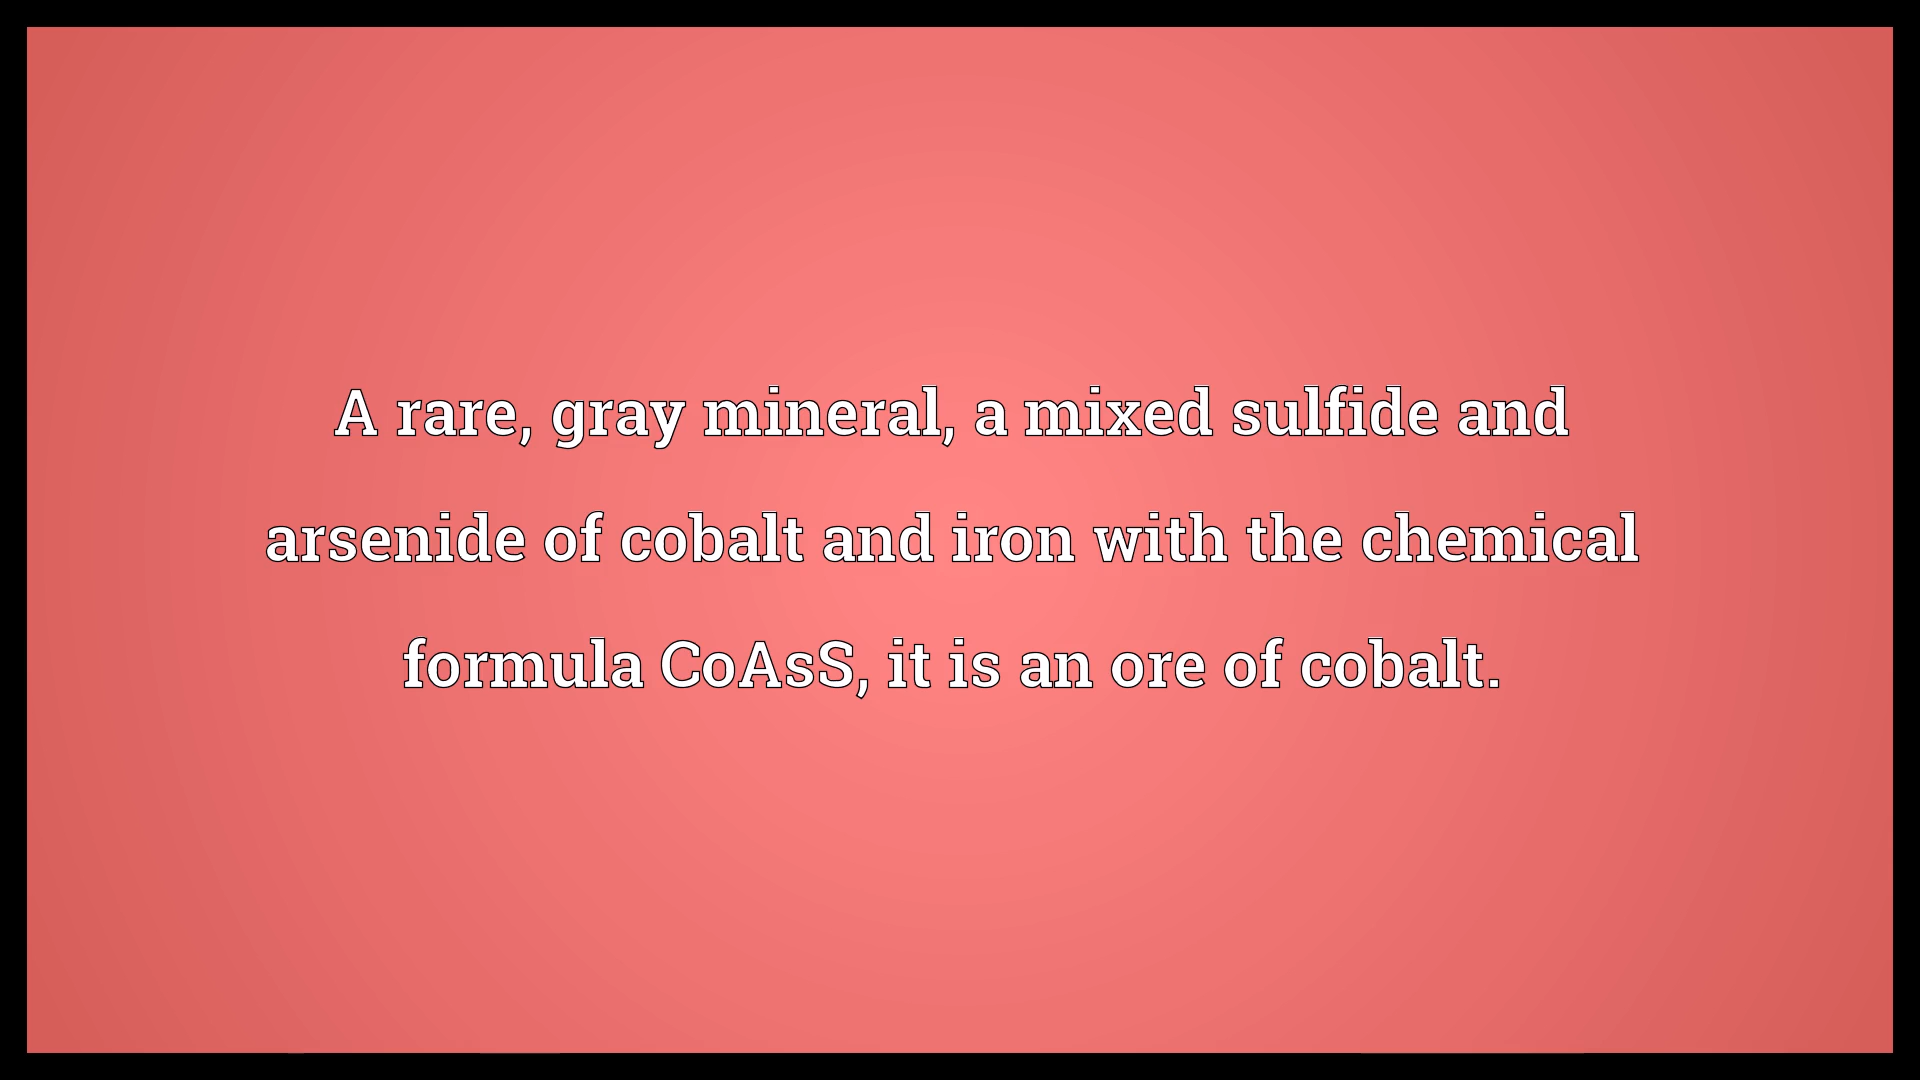 A rare, gray mineral, a mixed sulfide and
arsenide of cobalt and iron with the chemical
formula CoAsS, it is an ore of cobalt.